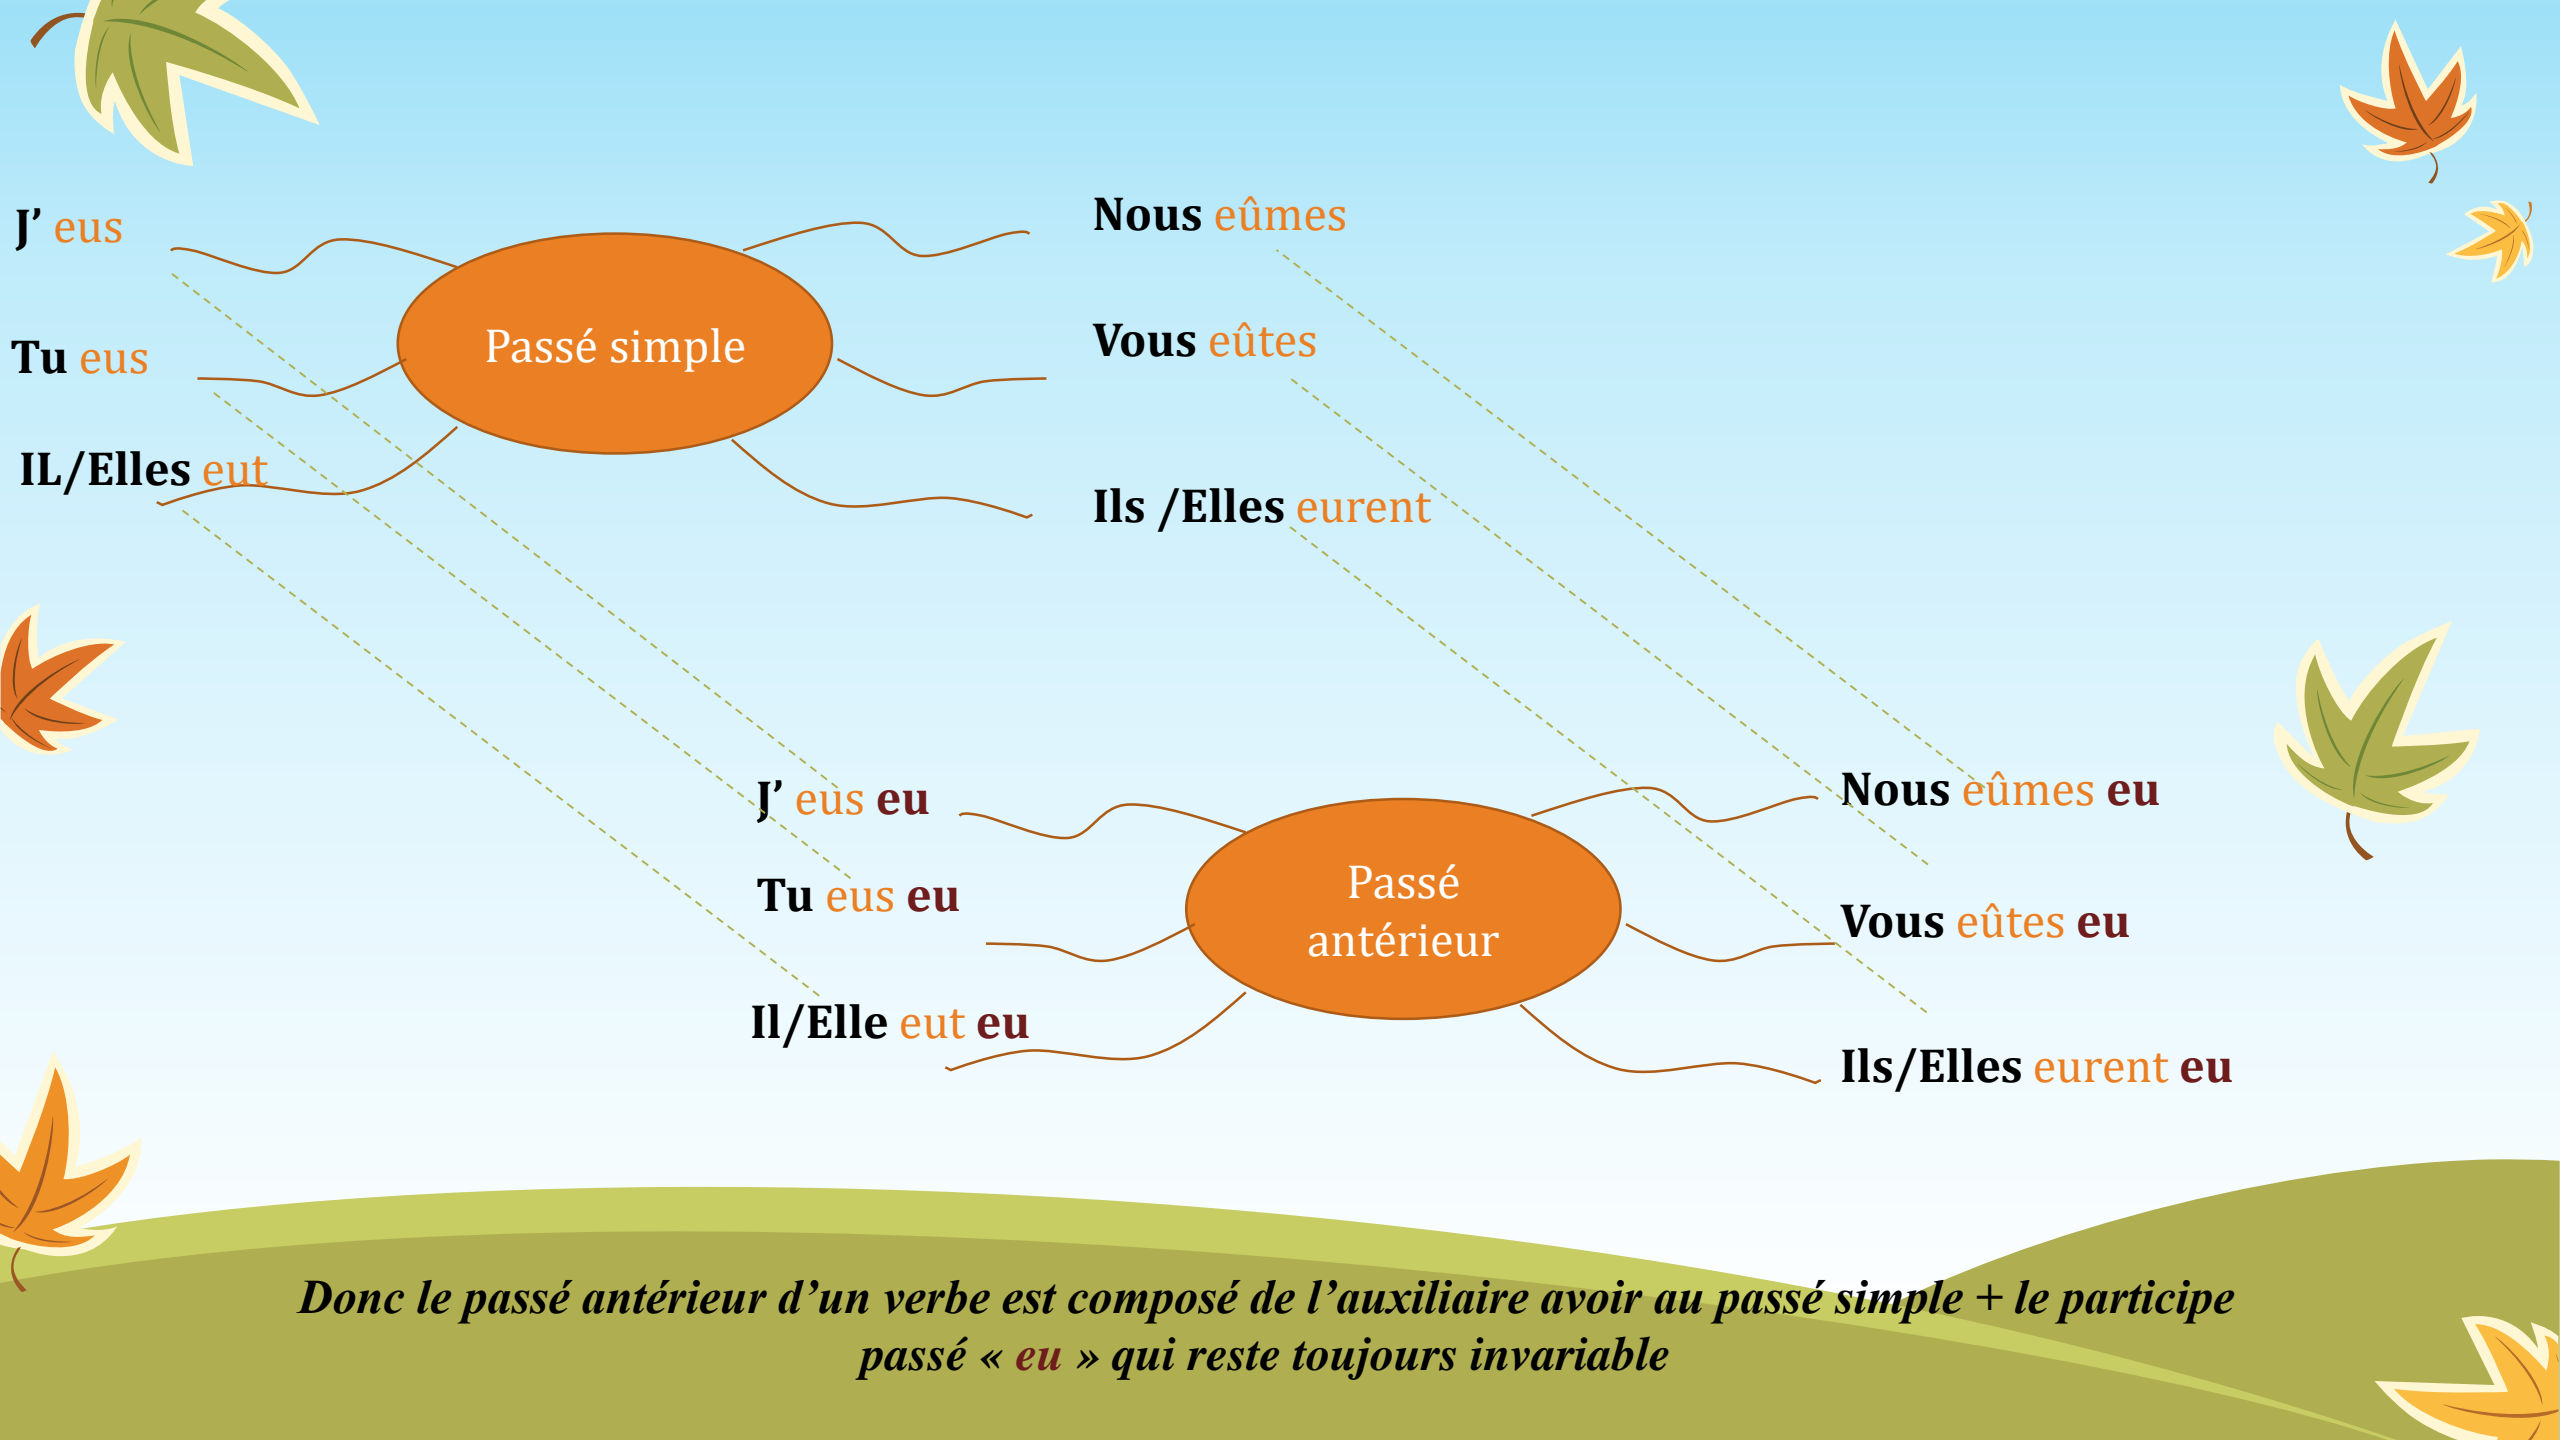 J’ eus
Tu eus
IL/Elles eut
Passé simple
Nous eûmes
Vous eûtes
Ils /Elles eurent
J’ eus eu
Tu eus eu
Il/Elle eut eu
Passé
antérieur
Nous eûmes eu
Vous eûtes eu
Ils/Elles eurent eu
Donc le passé antérieur d’un verbe est composé de l’auxiliaire avoir au passé simple + le participe
passé « eu » qui reste toujours invariable